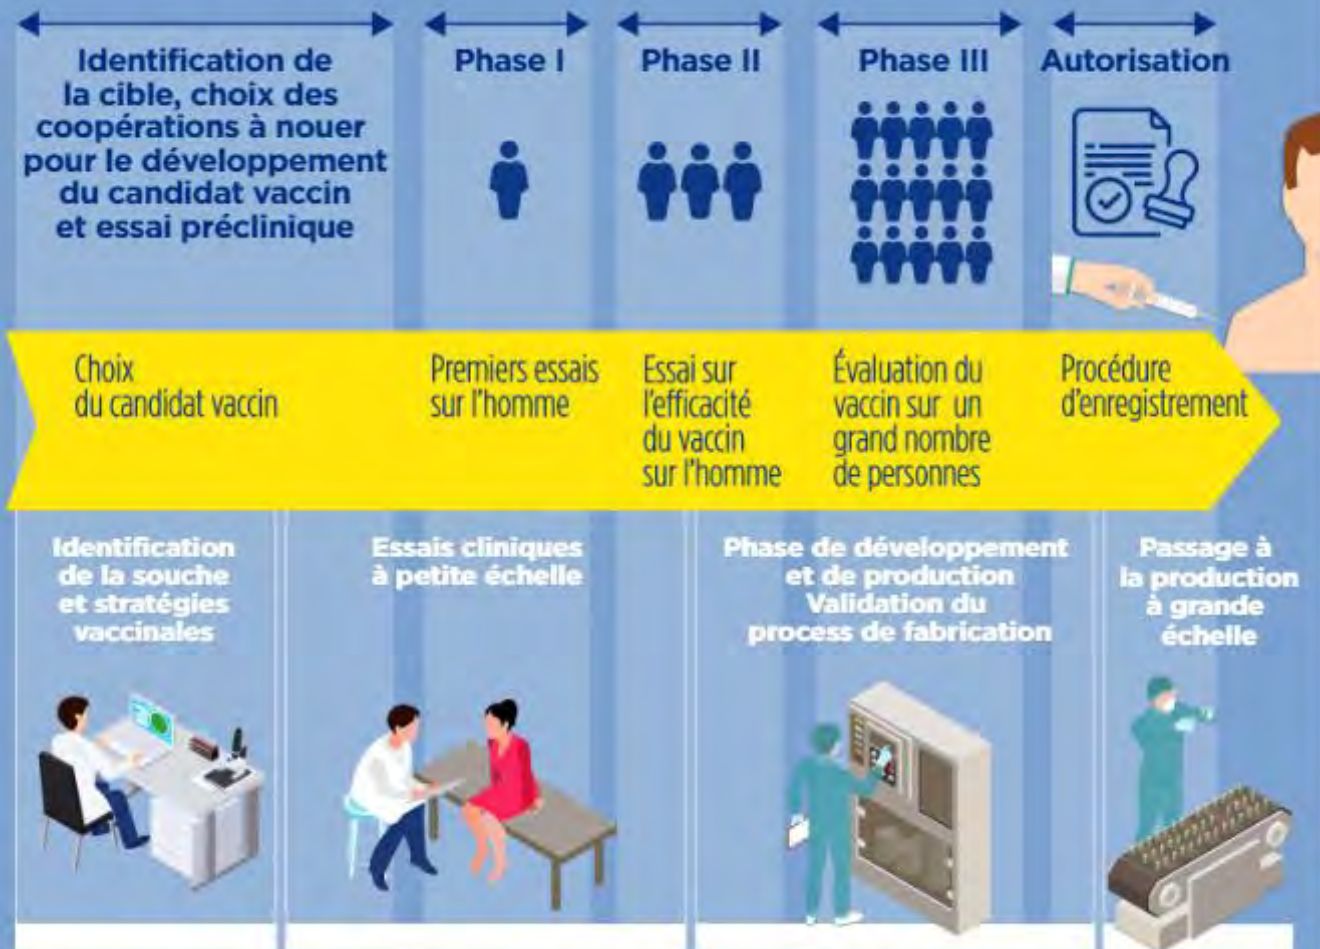 Identification de
la cible, choix des
coopérations à nouer
pour le développement
du candidat vaccin
et essai préclinique
Phase I
Phase II
Phase III
Autorisation
Choix
du candidat vaccin
Premiers essais
sur l'homme
Essai sur
l'efficacité
du vaccin
sur l'homme
Évaluation du
vaccin sur un
grand nombre
de personnes
Procédure
d'enregistrement
Identification
de la souche
et stratégies
vaccinales
Essais cliniques
à petite échelle
Phase de développement
et de production
Validation du
process de fabrication
Passage à
la production
à grande
échelle